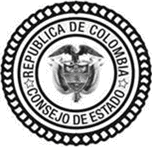 REPUBLICA DE COLOMBIA
CONSEJO DE ESTADO